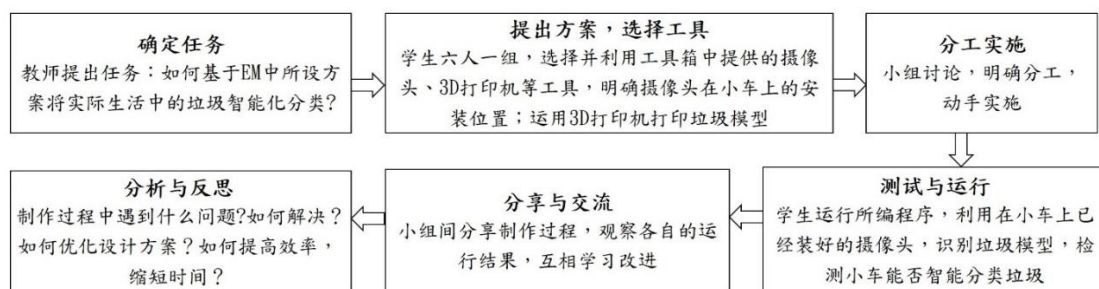 确定任务
教师提出任务：如何基于EM中所设方
案将实际生活中的垃圾智能化分类?
提出方案，选择工具
学生六人一组，选择并利用工具箱中提供的摄像
头、3D打印机等工具，明确摄像头在小车上的安
装位置；运用3D打印机打印垃圾模型
分工实施
小组讨论，明确分工，
动手实施
测试与运行
学生运行所编程序，利用在小车上已
经装好的摄像头，识别垃圾模型，检
测小车能否智能分类垃圾
分享与交流
小组间分享制作过程，观察各自的运
行结果，互相学习改进
分析与反思
制作过程中遇到什么问题?如何解决？
如何优化设计方案？如何提高效率，
缩短时间？